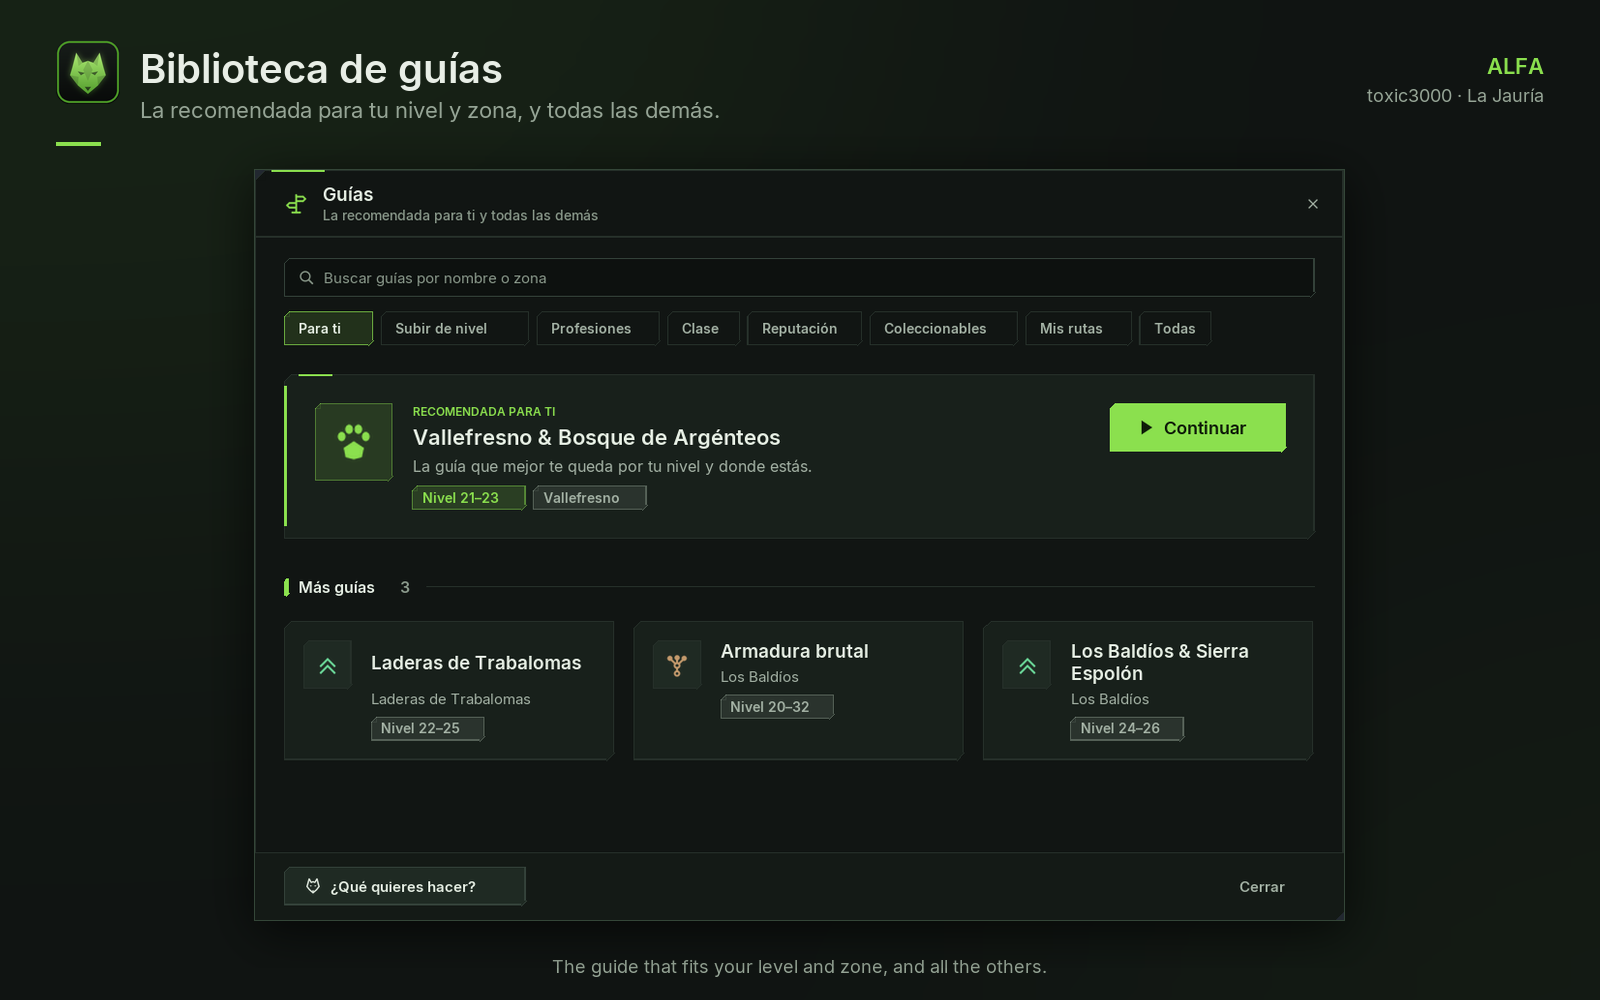 Biblioteca de guías
La recomendada para tu nivel y zona, y todas las demás.
ALFA
toxic3000 · La Jauría
Guías
La recomendada para ti y todas las demás
×
Buscar guías por nombre o zona
Para ti
Subir de nivel
Profesiones
Clase
Reputación
Coleccionables
Mis rutas
Todas
RECOMENDADA PARA TI
Vallefresno & Bosque de Argénteos
La guía que mejor te queda por tu nivel y donde estás.
Nivel 21–23
Vallefresno
Continuar
Más guías 3
Laderas de Trabalomas
Laderas de Trabalomas
Nivel 22–25
Armadura brutal
Los Baldíos
Nivel 20–32
Los Baldíos & Sierra
Espolón
Los Baldíos
Nivel 24–26
¿Qué quieres hacer?
Cerrar
The guide that fits your level and zone, and all the others.